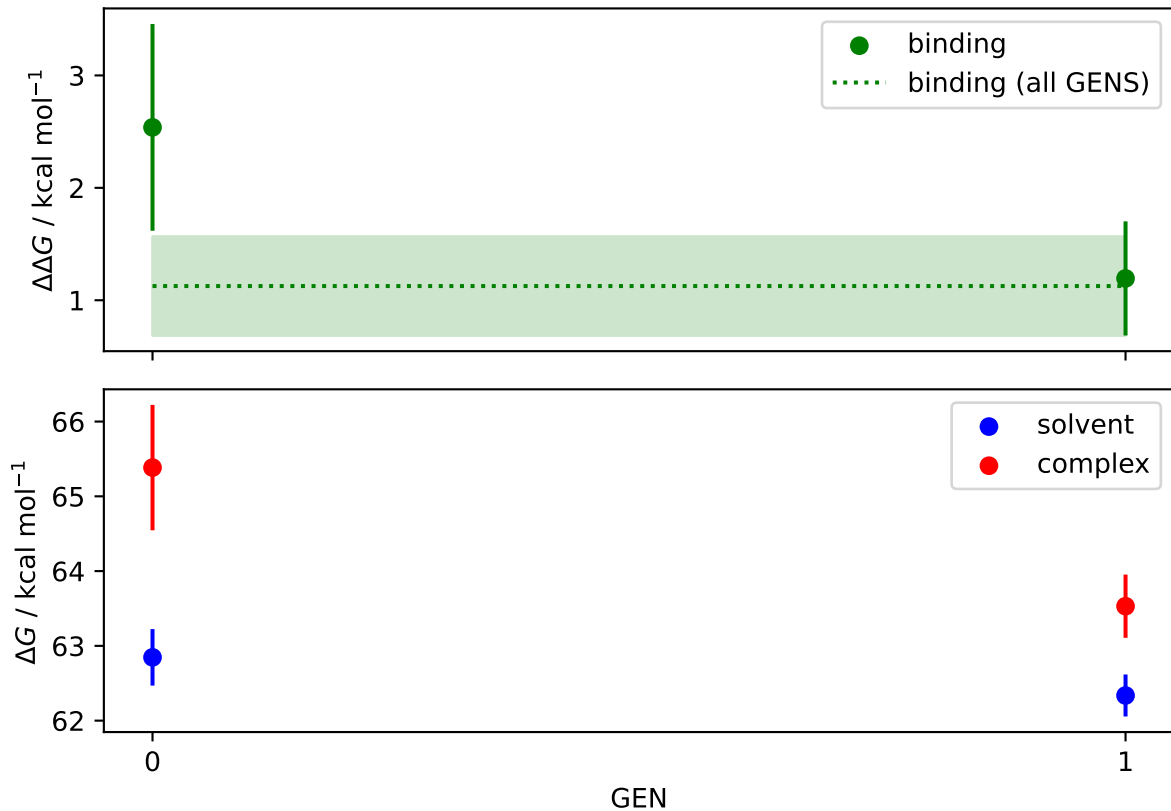 3
2
1
ΔΔG / kcal mol⁻¹
binding
binding (all GENS)
66
65
64
63
62
ΔG / kcal mol⁻¹
solvent
complex
0
1
GEN